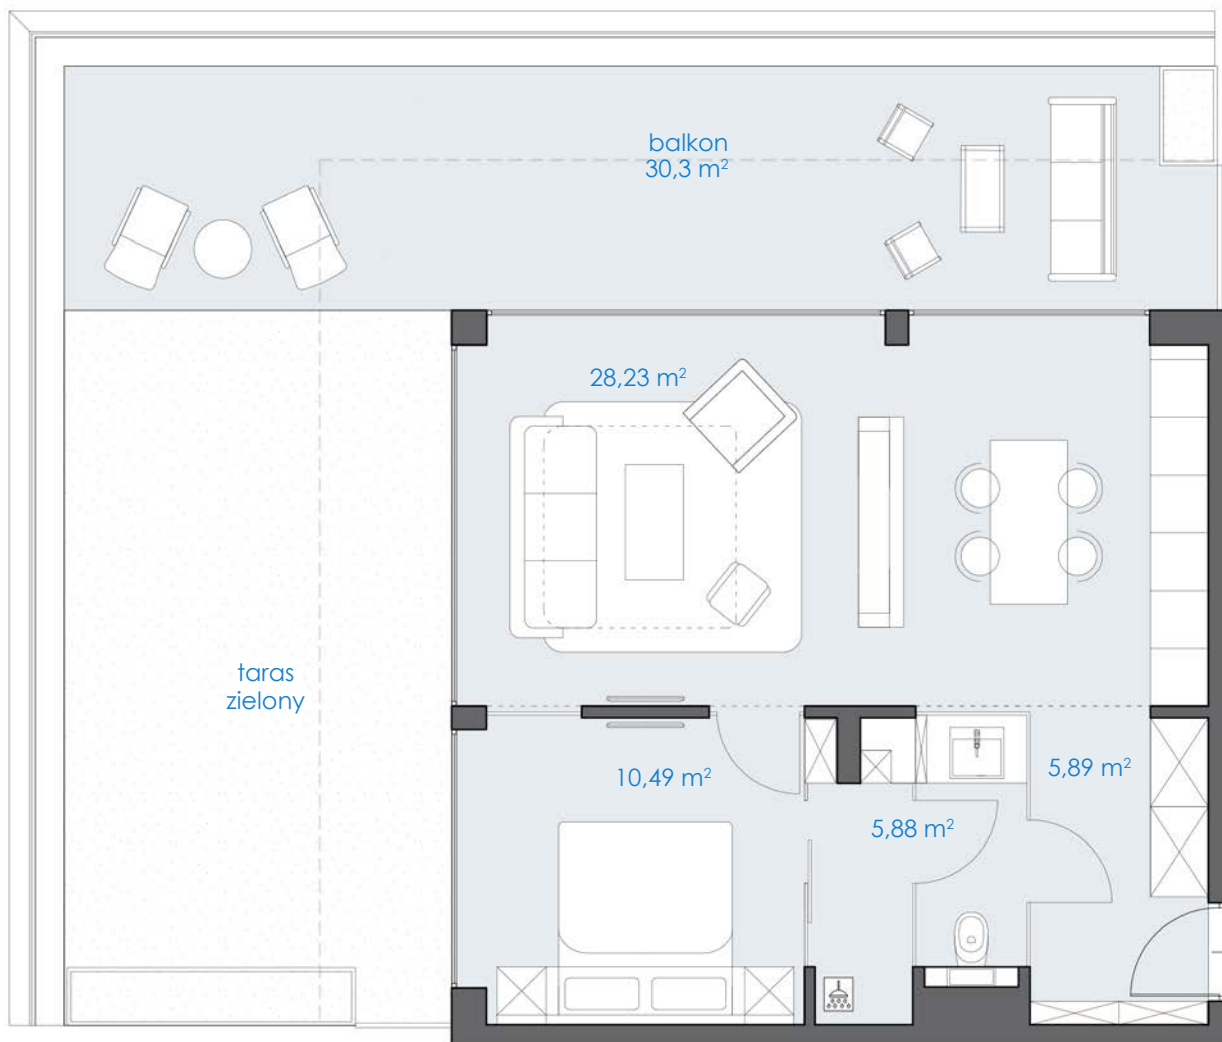 balkon
30,3 m²
28,23 m²
taras
zielony
10,49 m²
5,89 m²
5,88 m²